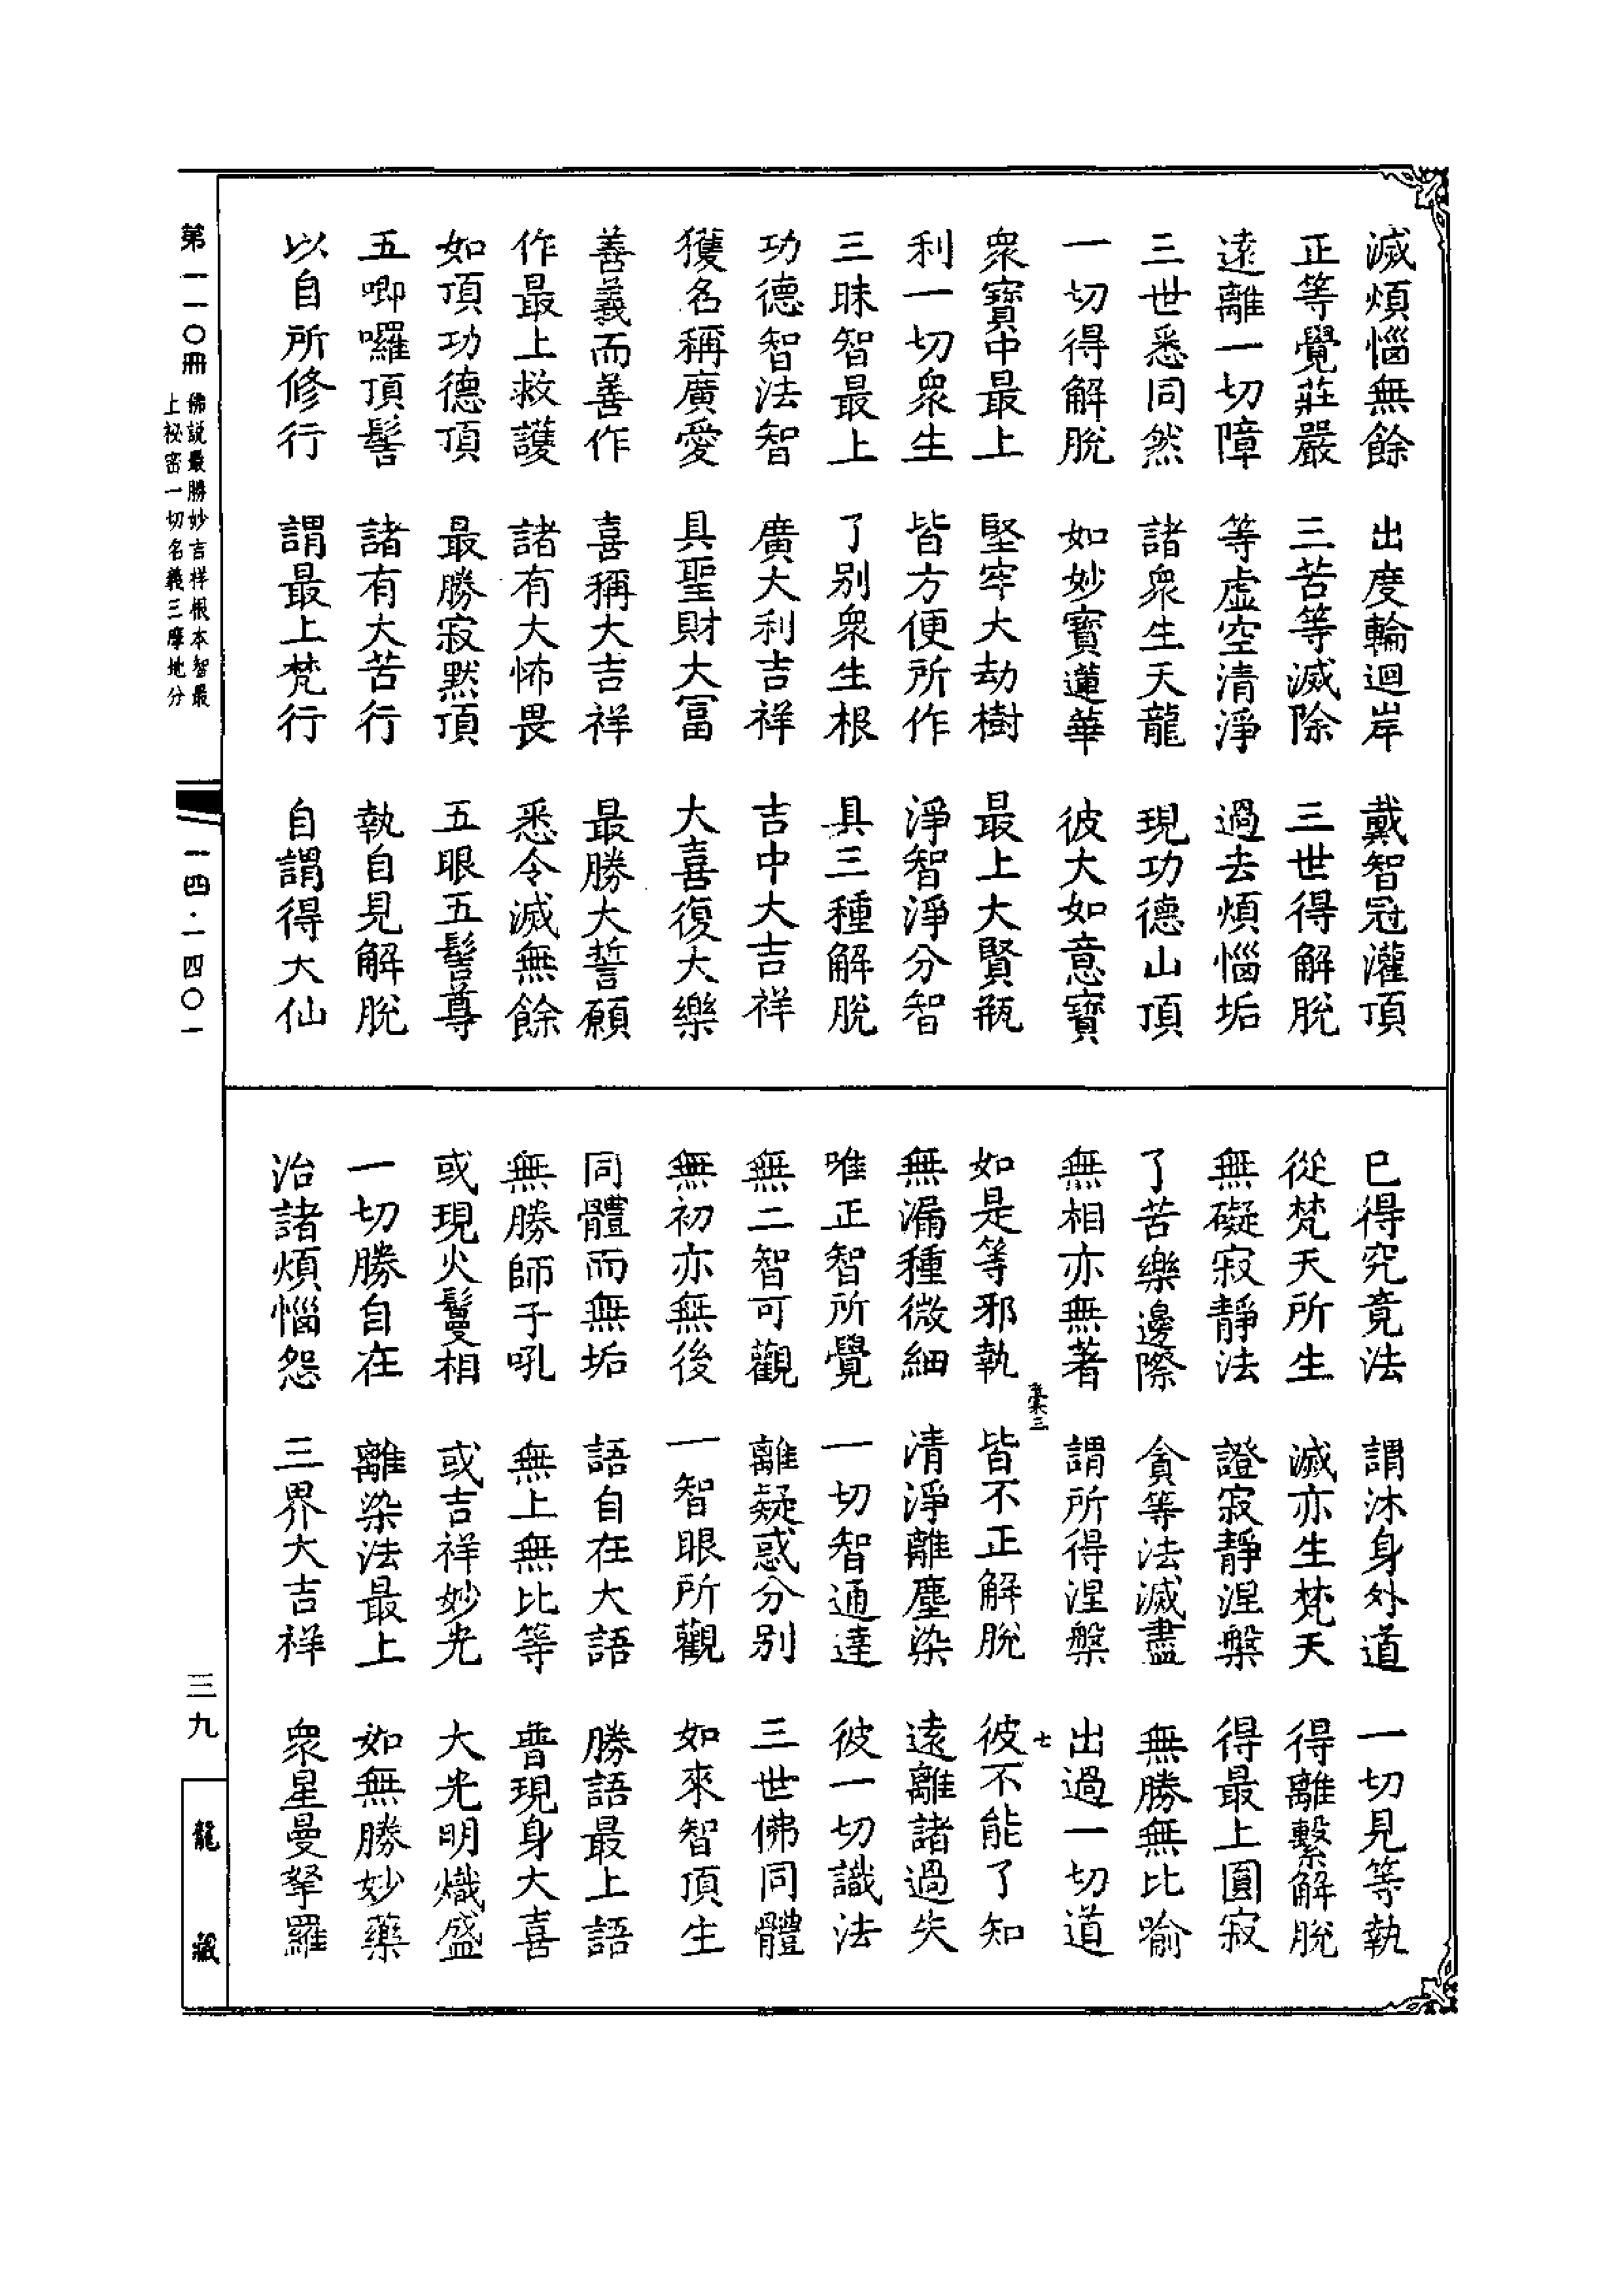 滅煩惱無餘　出度輪迴岸　戴智冠灌頂
正等覺莊嚴　三苦等滅除　三世得解脫
遠離一切障　等虛空清淨　過去煩惱垢
三世悉同然　諸眾生天龍　現功德山頂
一切得解脫　如妙寶蓮華　彼大如意寶
眾寶中最上　堅牢大劫樹　最上大賢瓶
利一切眾生　皆方便所作　淨智淨分智
三昧智最上　了別眾生根　具三種解脫
功德智法智　廣大利吉祥　吉中大吉祥
獲名稱廣愛　具聖財大富　大喜復大樂
善義而善作　喜稱大吉祥　最勝大誓願
作最上救護　諸有大怖畏　悉令滅無餘
如頂功德頂　最勝寂默頂　五眼五髻尊
五唧囉頂髻　諸有大苦行　執自見解脫
以自所修行　謂最上梵行　自謂得大仙
已得究竟法　謂沐身外道　一切見等執
從梵天所生　滅亦生梵天　得離繫解脫
無礙寂靜法　證寂靜涅槃　得最上圓寂
了苦樂邊際　貪等法滅盡　無勝無比喻
無相亦無著　謂所得涅槃　出過一切道
集三　七
如是等邪執　皆不正解脫　彼不能了知
無漏種微細　清淨離塵染　遠離諸過失
唯正智所覺　一切智通達　彼一切識法
無二智可觀　離疑惑分別　三世佛同體
無初亦無後　一智眼所觀　如來智頂生
同體而無垢　語自在大語　勝語最上語
無勝師子吼　無上無比等　普現身大喜
或現火鬘相　或吉祥妙光　大光明熾盛
一切勝自在　離染法最上　如無勝妙藥
治諸煩惱怨　三界大吉祥　眾星曼拏羅
第一一〇冊
佛說最勝妙吉祥根本智最
上祕密一切名義三摩地分
一四·一四〇一
三九
龍藏